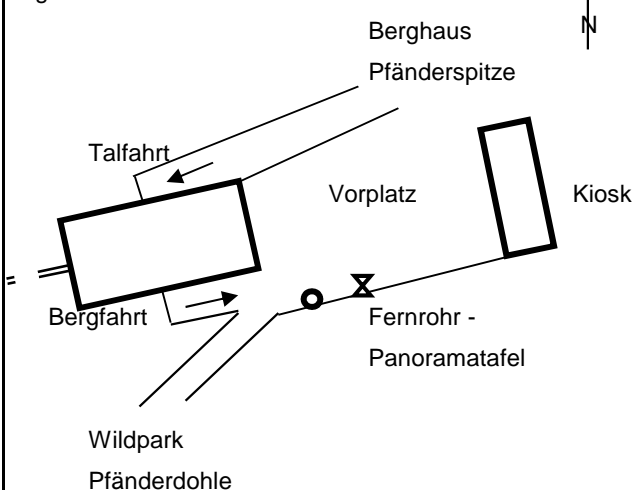 N
Berghaus
Pfänderspitze
Talfahrt
Vorplatz
Kiosk
Bergfahrt
Fernrohr -
Panoramatafel
Wildpark
Pfänderdohle